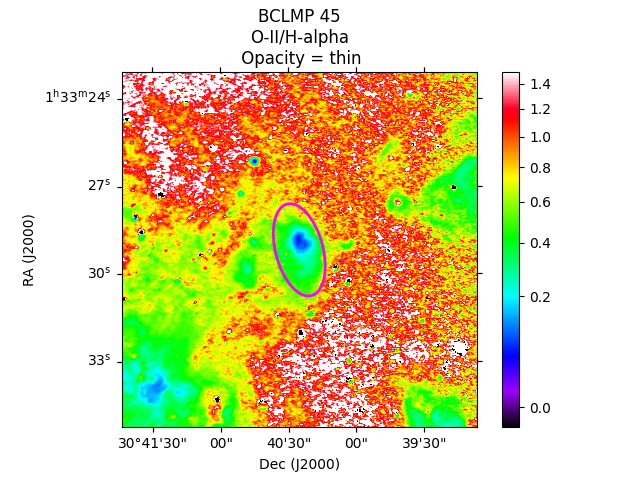 BCLMP 45
O-II/H-alpha
Opacity = thin
1ʰ33ᵐ24ˢ
27ˢ
30ˢ
33ˢ
RA (J2000)
30°41'30" 00" 40'30" 00" 39'30"
Dec (J2000)
1.4
1.2
1.0
0.8
0.6
0.4
0.2
0.0